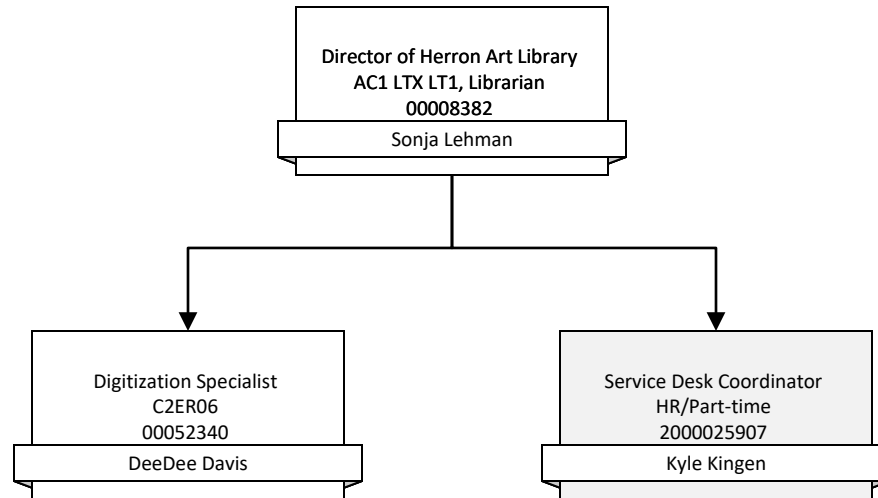 Director of Herron Art Library
AC1 LTX LT1, Librarian
00008382
Sonja Lehman
Digitization Specialist
C2ER06
00052340
DeeDee Davis
Service Desk Coordinator
HR/Part-time
2000025907
Kyle Kingen